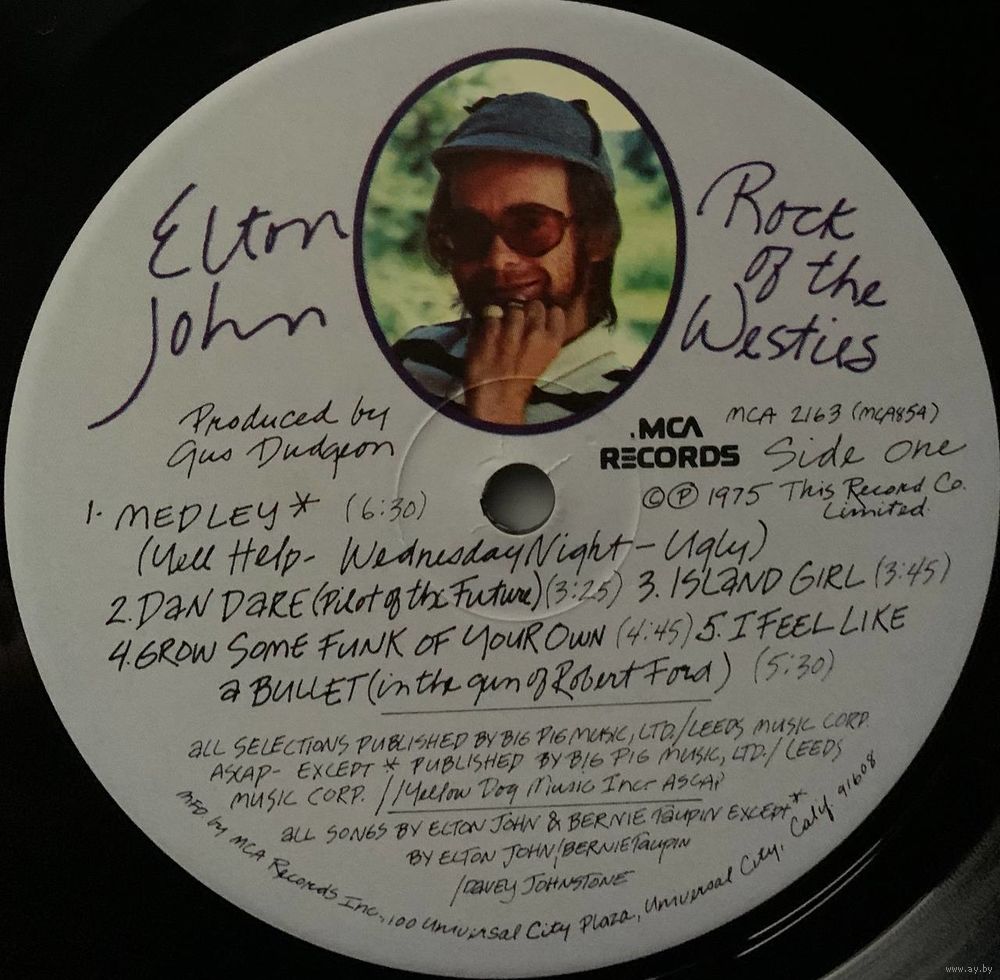 Elton
John
Rock
of the
Westies
Produced by
Gus Dudgeon
MCA
RECORDS
MCA 2163 (MCA854)
Side One
©℗ 1975 This Record Co.
Limited.
1. MEDLEY* (6:30)
(Yell Help - Wednesday Night - Ugly)
2. DAN DARE (Pilot of the Future) (3:25) 3. ISLAND GIRL (3:45)
4. GROW SOME FUNK OF YOUR OWN (4:45) 5. I FEEL LIKE
a BULLET (in the gun of Robert Ford) (5:30)
ALL SELECTIONS PUBLISHED BY BIG PIG MUSIC, LTD./LEEDS MUSIC CORP.
ASCAP - EXCEPT * PUBLISHED BY BIG PIG MUSIC, LTD./LEEDS
MUSIC CORP. //Yellow Dog Music Inc - ASCAP
ALL SONGS BY ELTON JOHN & BERNIE TAUPIN EXCEPT *
BY ELTON JOHN/BERNIE TAUPIN
/DAVEY JOHNSTONE
MFD. by MCA Records Inc., 100 Universal City Plaza, Universal City, Calif. 91608
www.ay.by